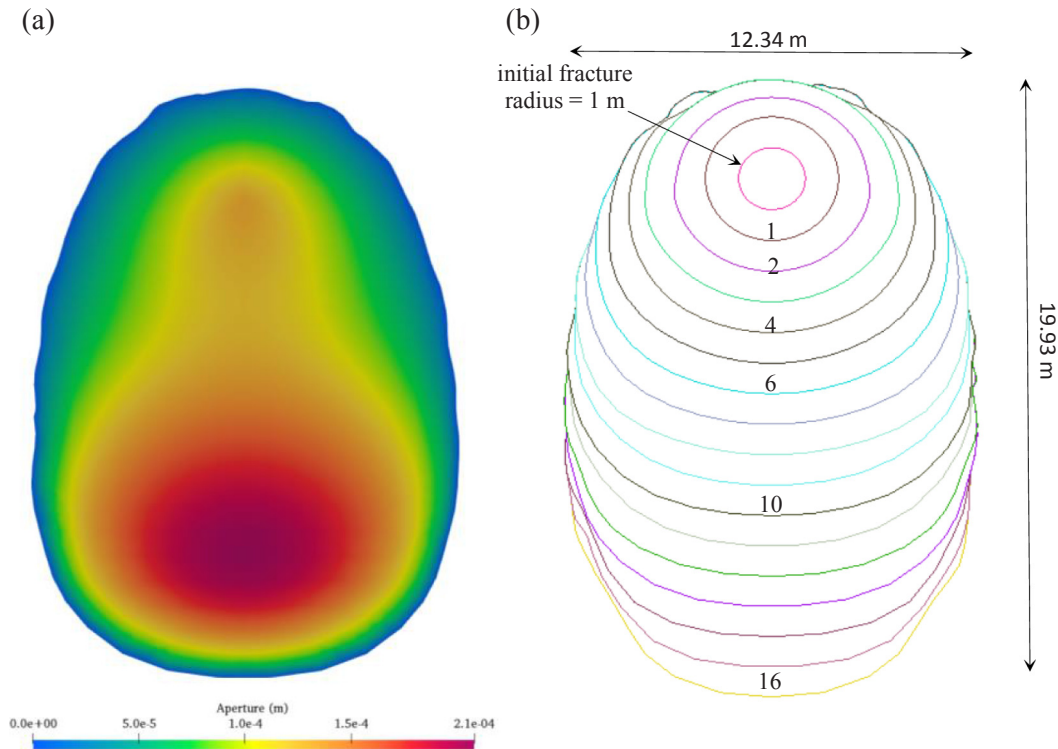 (a)
(b)
12.34 m
initial fracture
radius = 1 m
1
2
4
6
10
16
19.93 m
Aperture (m)
0.0e+00
5.0e-5
1.0e-4
1.5e-4
2.1e-04